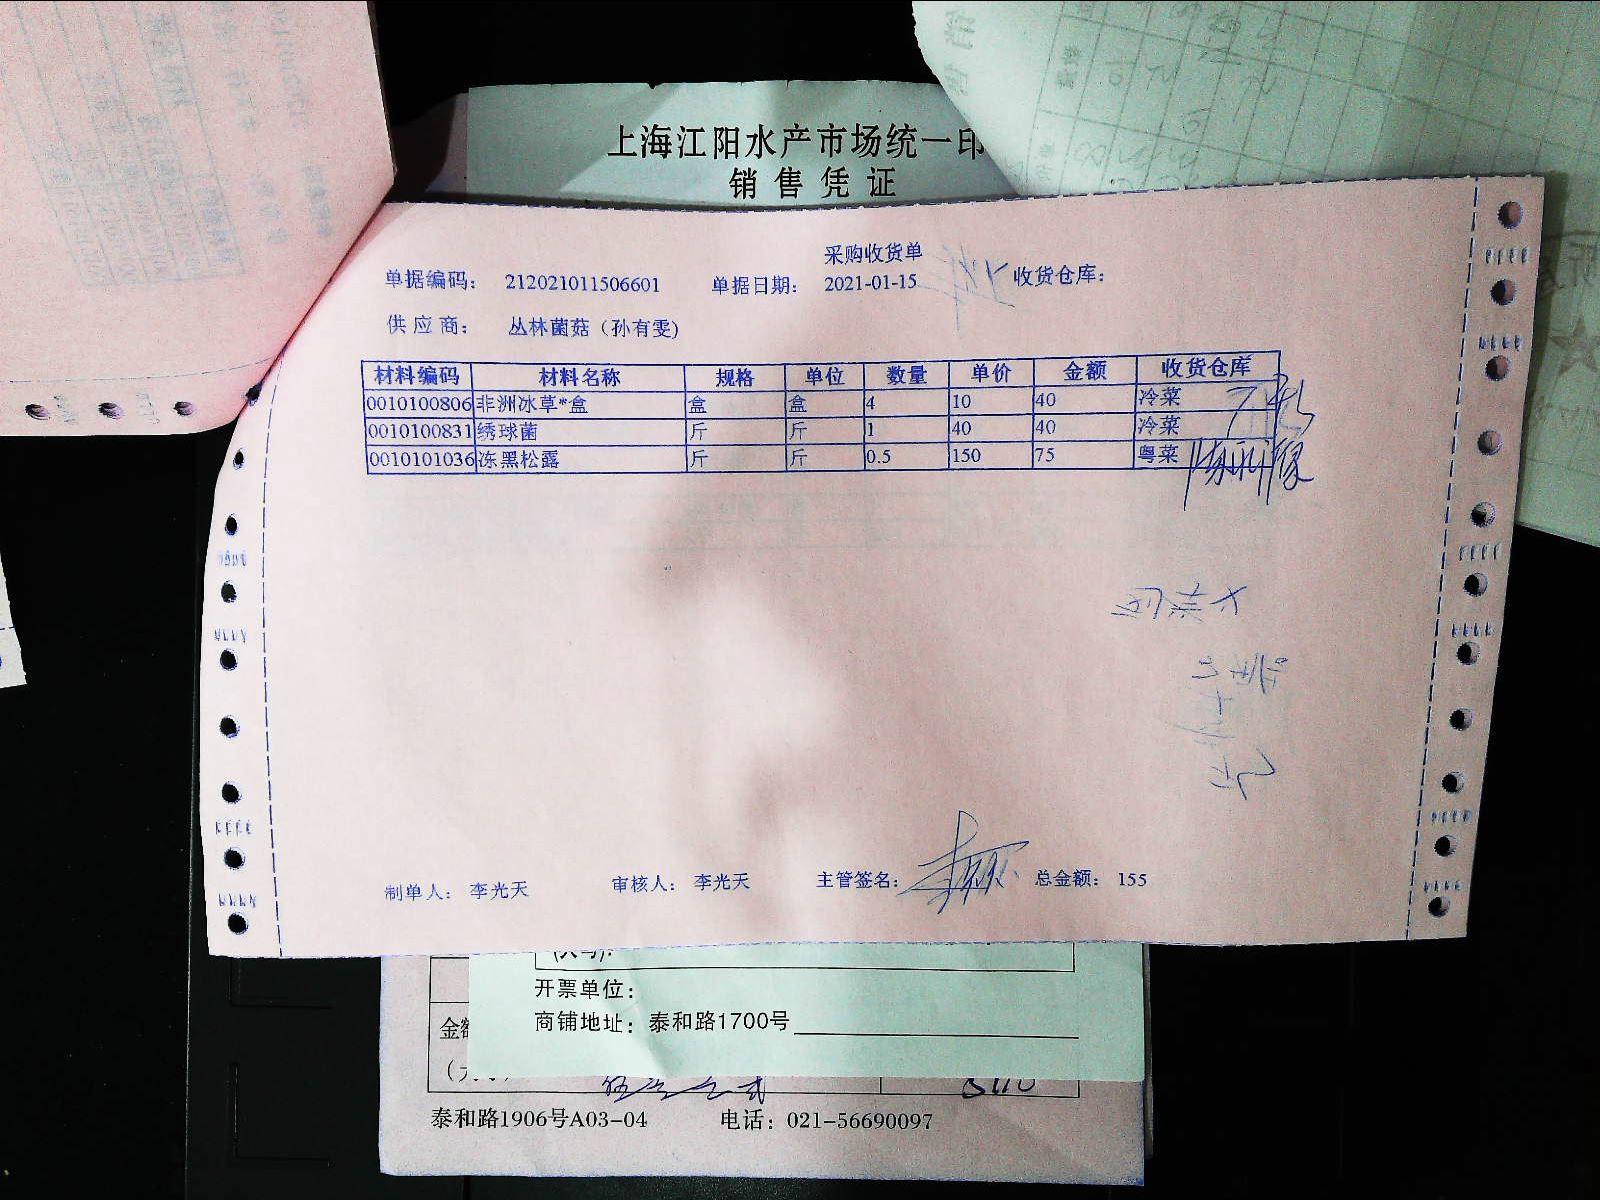 上海江阳水产市场统一印
销售凭证
采购收货单
单据编码： 212021011506601 单据日期： 2021-01-15 收货仓库：
供应商： 丛林菌菇（孙有雯）
材料编码 材料名称 规格 单位 数量 单价 金额 收货仓库
0010100806 非洲冰草*盒 盒 盒 4 10 40 冷菜
0010100831 绣球菌 斤 斤 1 40 40 冷菜
0010101036 冻黑松露 斤 斤 0.5 150 75 粤菜
制单人： 李光天 审核人： 李光天 主管签名： 总金额： 155
开票单位：
商铺地址：泰和路1700号
泰和路1906号A03-04 电话：021-56690097